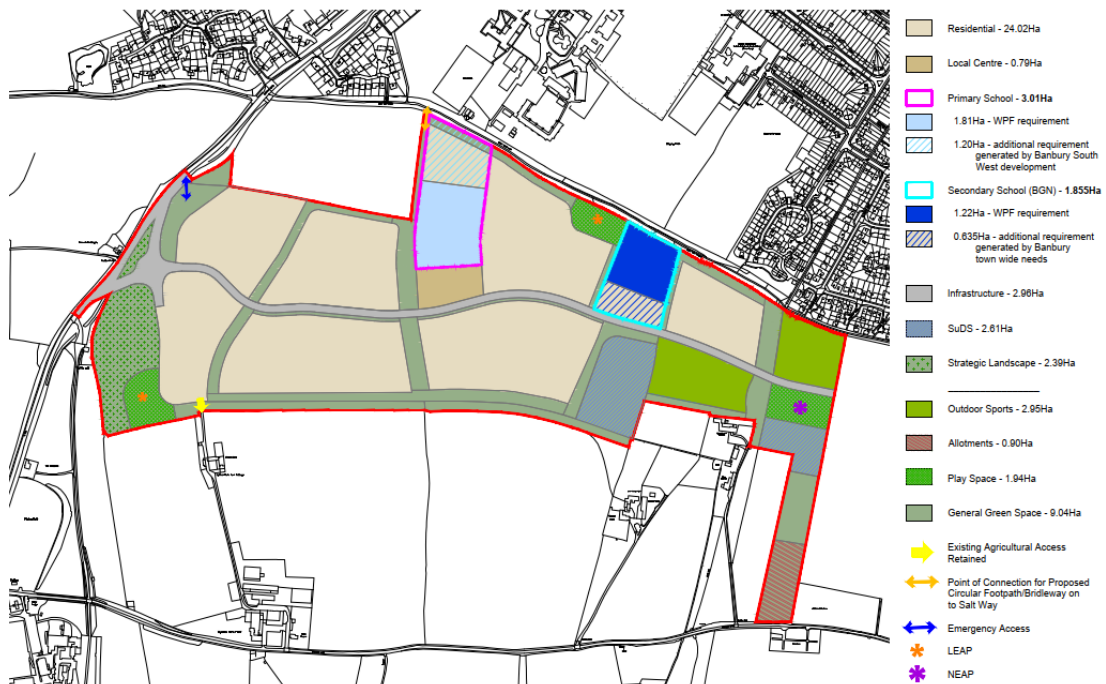 Residential - 24.02Ha
Local Centre - 0.79Ha
Primary School - 3.01Ha
1.81Ha - WPF requirement
1.20Ha - additional requirement
generated by Banbury South
West development
Secondary School (BGN) - 1.855Ha
1.22Ha - WPF requirement
0.635Ha - additional requirement
generated by Banbury
town wide needs
Infrastructure - 2.96Ha
SuDS - 2.61Ha
Strategic Landscape - 2.39Ha
Outdoor Sports - 2.95Ha
Allotments - 0.90Ha
Play Space - 1.94Ha
General Green Space - 9.04Ha
Existing Agricultural Access
Retained
Point of Connection for Proposed
Circular Footpath/Bridleway on
to Salt Way
Emergency Access
LEAP
NEAP